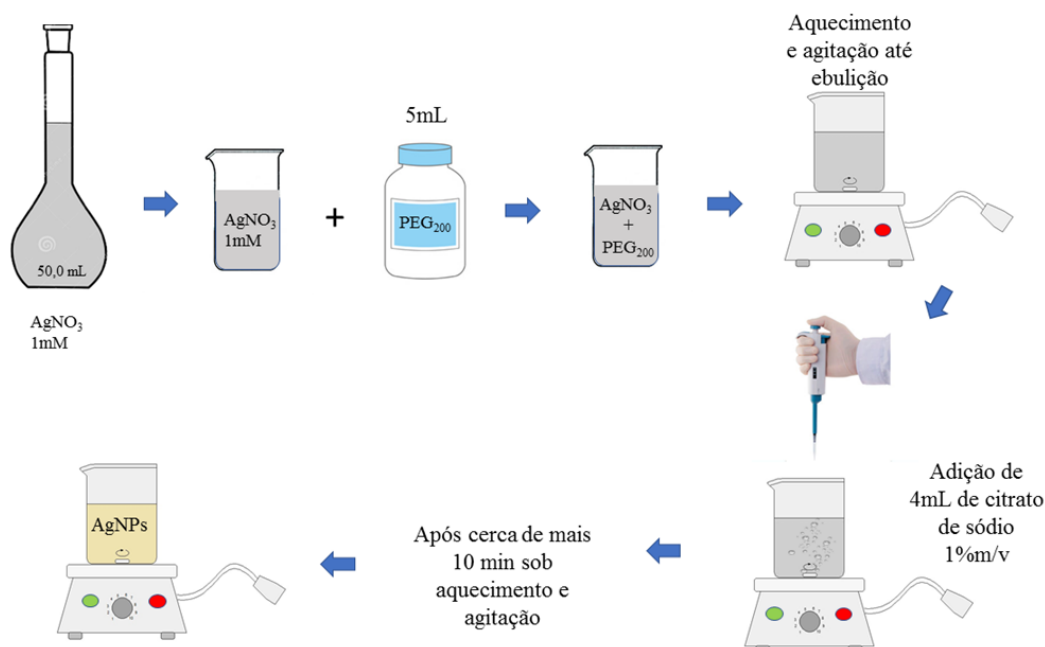 50,0 mL
AgNO₃
1mM
AgNO₃
1mM
+
5mL
PEG₂₀₀
AgNO₃
+
PEG₂₀₀
Aquecimento
e agitação até
ebulição
Adição de
4mL de citrato
de sódio
1%m/v
Após cerca de mais
10 min sob
aquecimento e
agitação
AgNPs